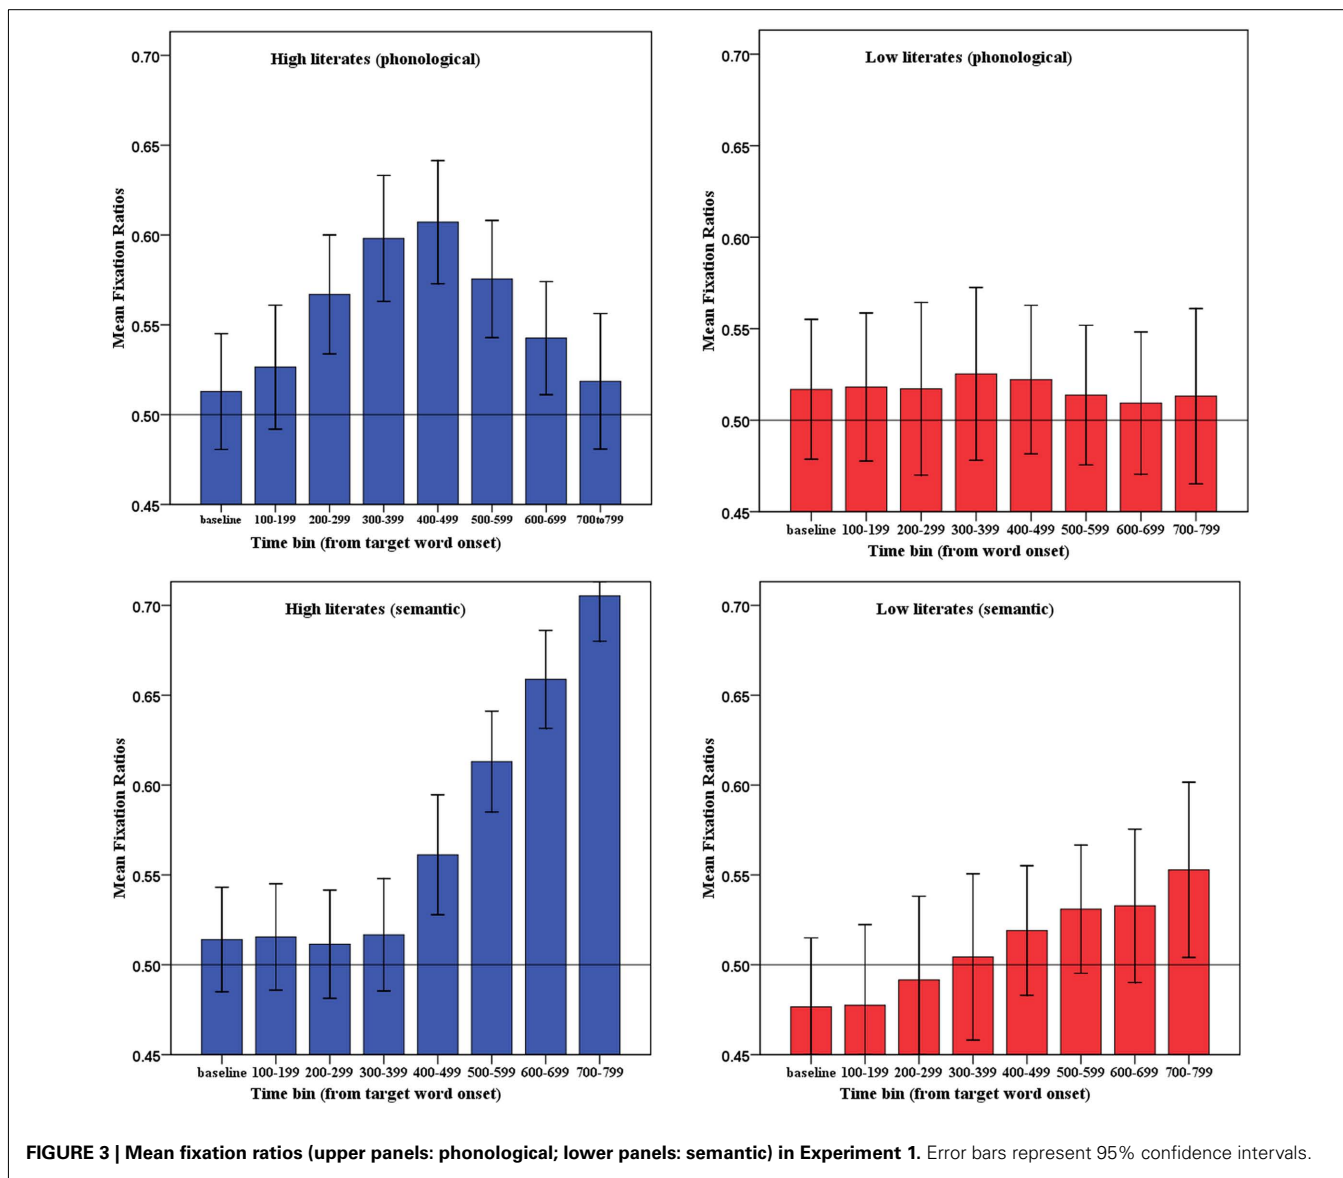 High literates (phonological)
Mean Fixation Ratios
0.70
0.65
0.60
0.55
0.50
0.45
baseline 100-199 200-299 300-399 400-499 500-599 600-699 700to799
Time bin (from target word onset)
Low literates (phonological)
Mean Fixation Ratios
0.70
0.65
0.60
0.55
0.50
0.45
baseline 100-199 200-299 300-399 400-499 500-599 600-699 700-799
Time bin (from word onset)
High literates (semantic)
Mean Fixation Ratios
0.70
0.65
0.60
0.55
0.50
0.45
baseline 100-199 200-299 300-399 400-499 500-599 600-699 700-799
Time bin (from target word onset)
Low literates (semantic)
Mean Fixation Ratios
0.70
0.65
0.60
0.55
0.50
0.45
baseline 100-199 200-299 300-399 400-499 500-599 600-699 700-799
Time bin (from target word onset)
FIGURE 3 | Mean fixation ratios (upper panels: phonological; lower panels: semantic) in Experiment 1. Error bars represent 95% confidence intervals.